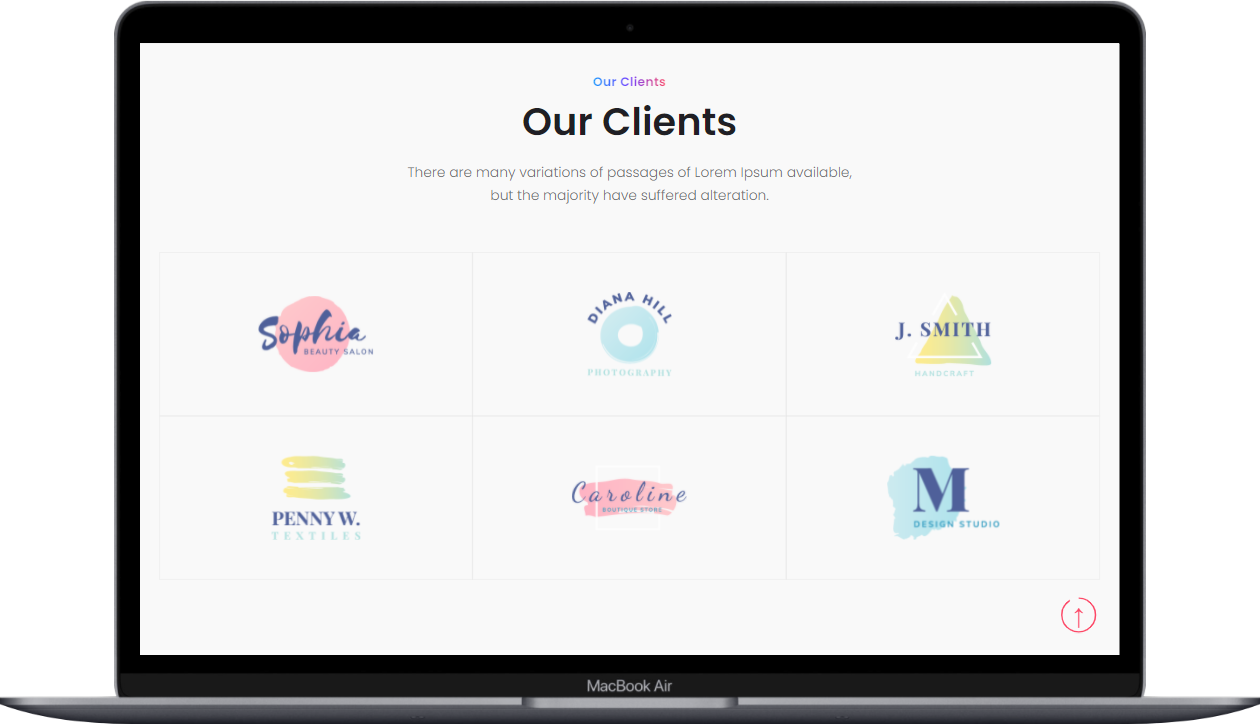 Our Clients
Our Clients
There are many variations of passages of Lorem Ipsum available,
but the majority have suffered alteration.
Sophia
BEAUTY SALON
DIANA HILL
PHOTOGRAPHY
J. SMITH
HANDCRAFT
PENNY W.
TEXTILES
Caroline
BOUTIQUE STORE
M
DESIGN STUDIO
MacBook Air